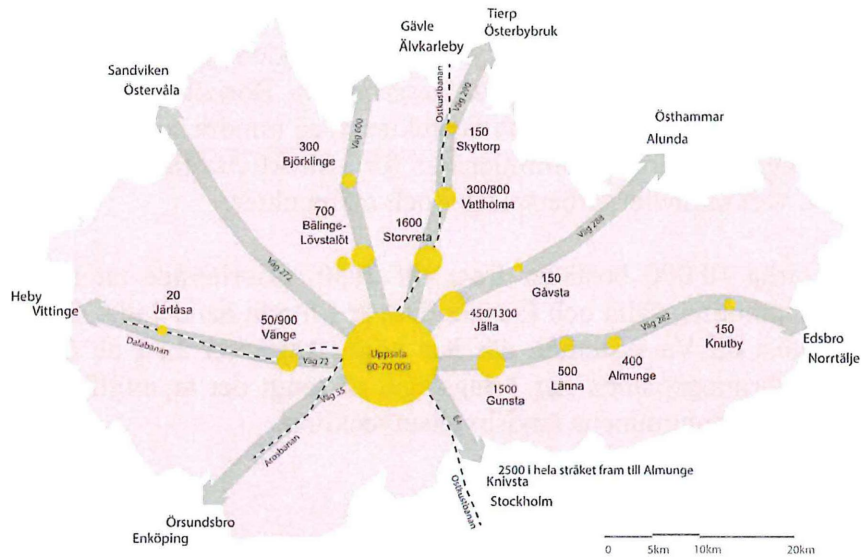 Gävle
Älvkarleby
Tierp
Österbybruk
Sandviken
Östervåla
Ostkustbanan
Väg 290
Väg 600
Östhammar
Alunda
300
Björklinge
150
Skyttorp
700
Bälinge-
Lövstalöt
1600
Storvreta
300/800
Vattholma
Väg 288
Väg 272
150
Gåvsta
Heby
Vittinge
20
Järlåsa
50/900
Vänge
450/1300
Jälla
Väg 282
150
Knutby
Edsbro
Norrtälje
Dalabanan
Väg 72
Uppsala
60-70 000
1500
Gunsta
500
Länna
400
Almunge
Väg 55
Arosbanan
E4
2500 i hela stråket fram till Almunge
Knivsta
Stockholm
Ostkustbanan
Örsundsbro
Enköping
0 5km 10km 20km